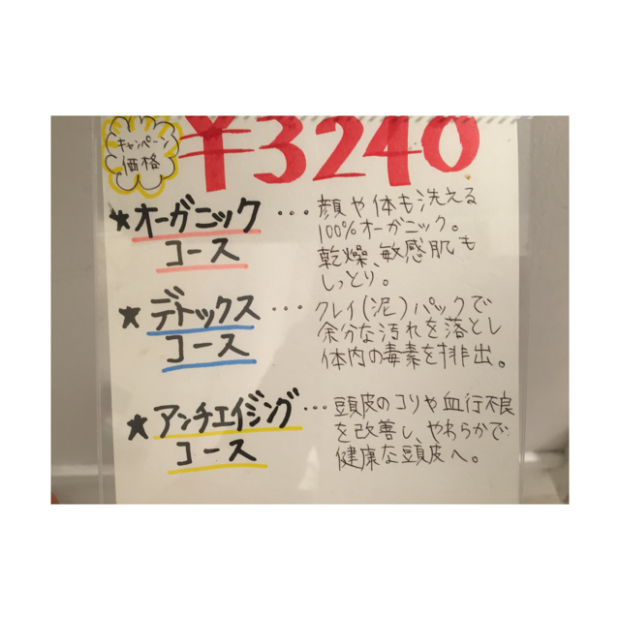 キャンペーン
価格
¥3240
★オーガニック
コース
・・・顔や体も洗える
100%オーガニック。
乾燥、敏感肌も
しっとり。
★デトックス
コース
・・・クレイ(泥)パックで
余分な汚れを落とし
体内の毒素を排出。
★アンチエイジング
コース
・・・頭皮のコリや血行不良
を改善し、やわらかで
健康な頭皮へ。